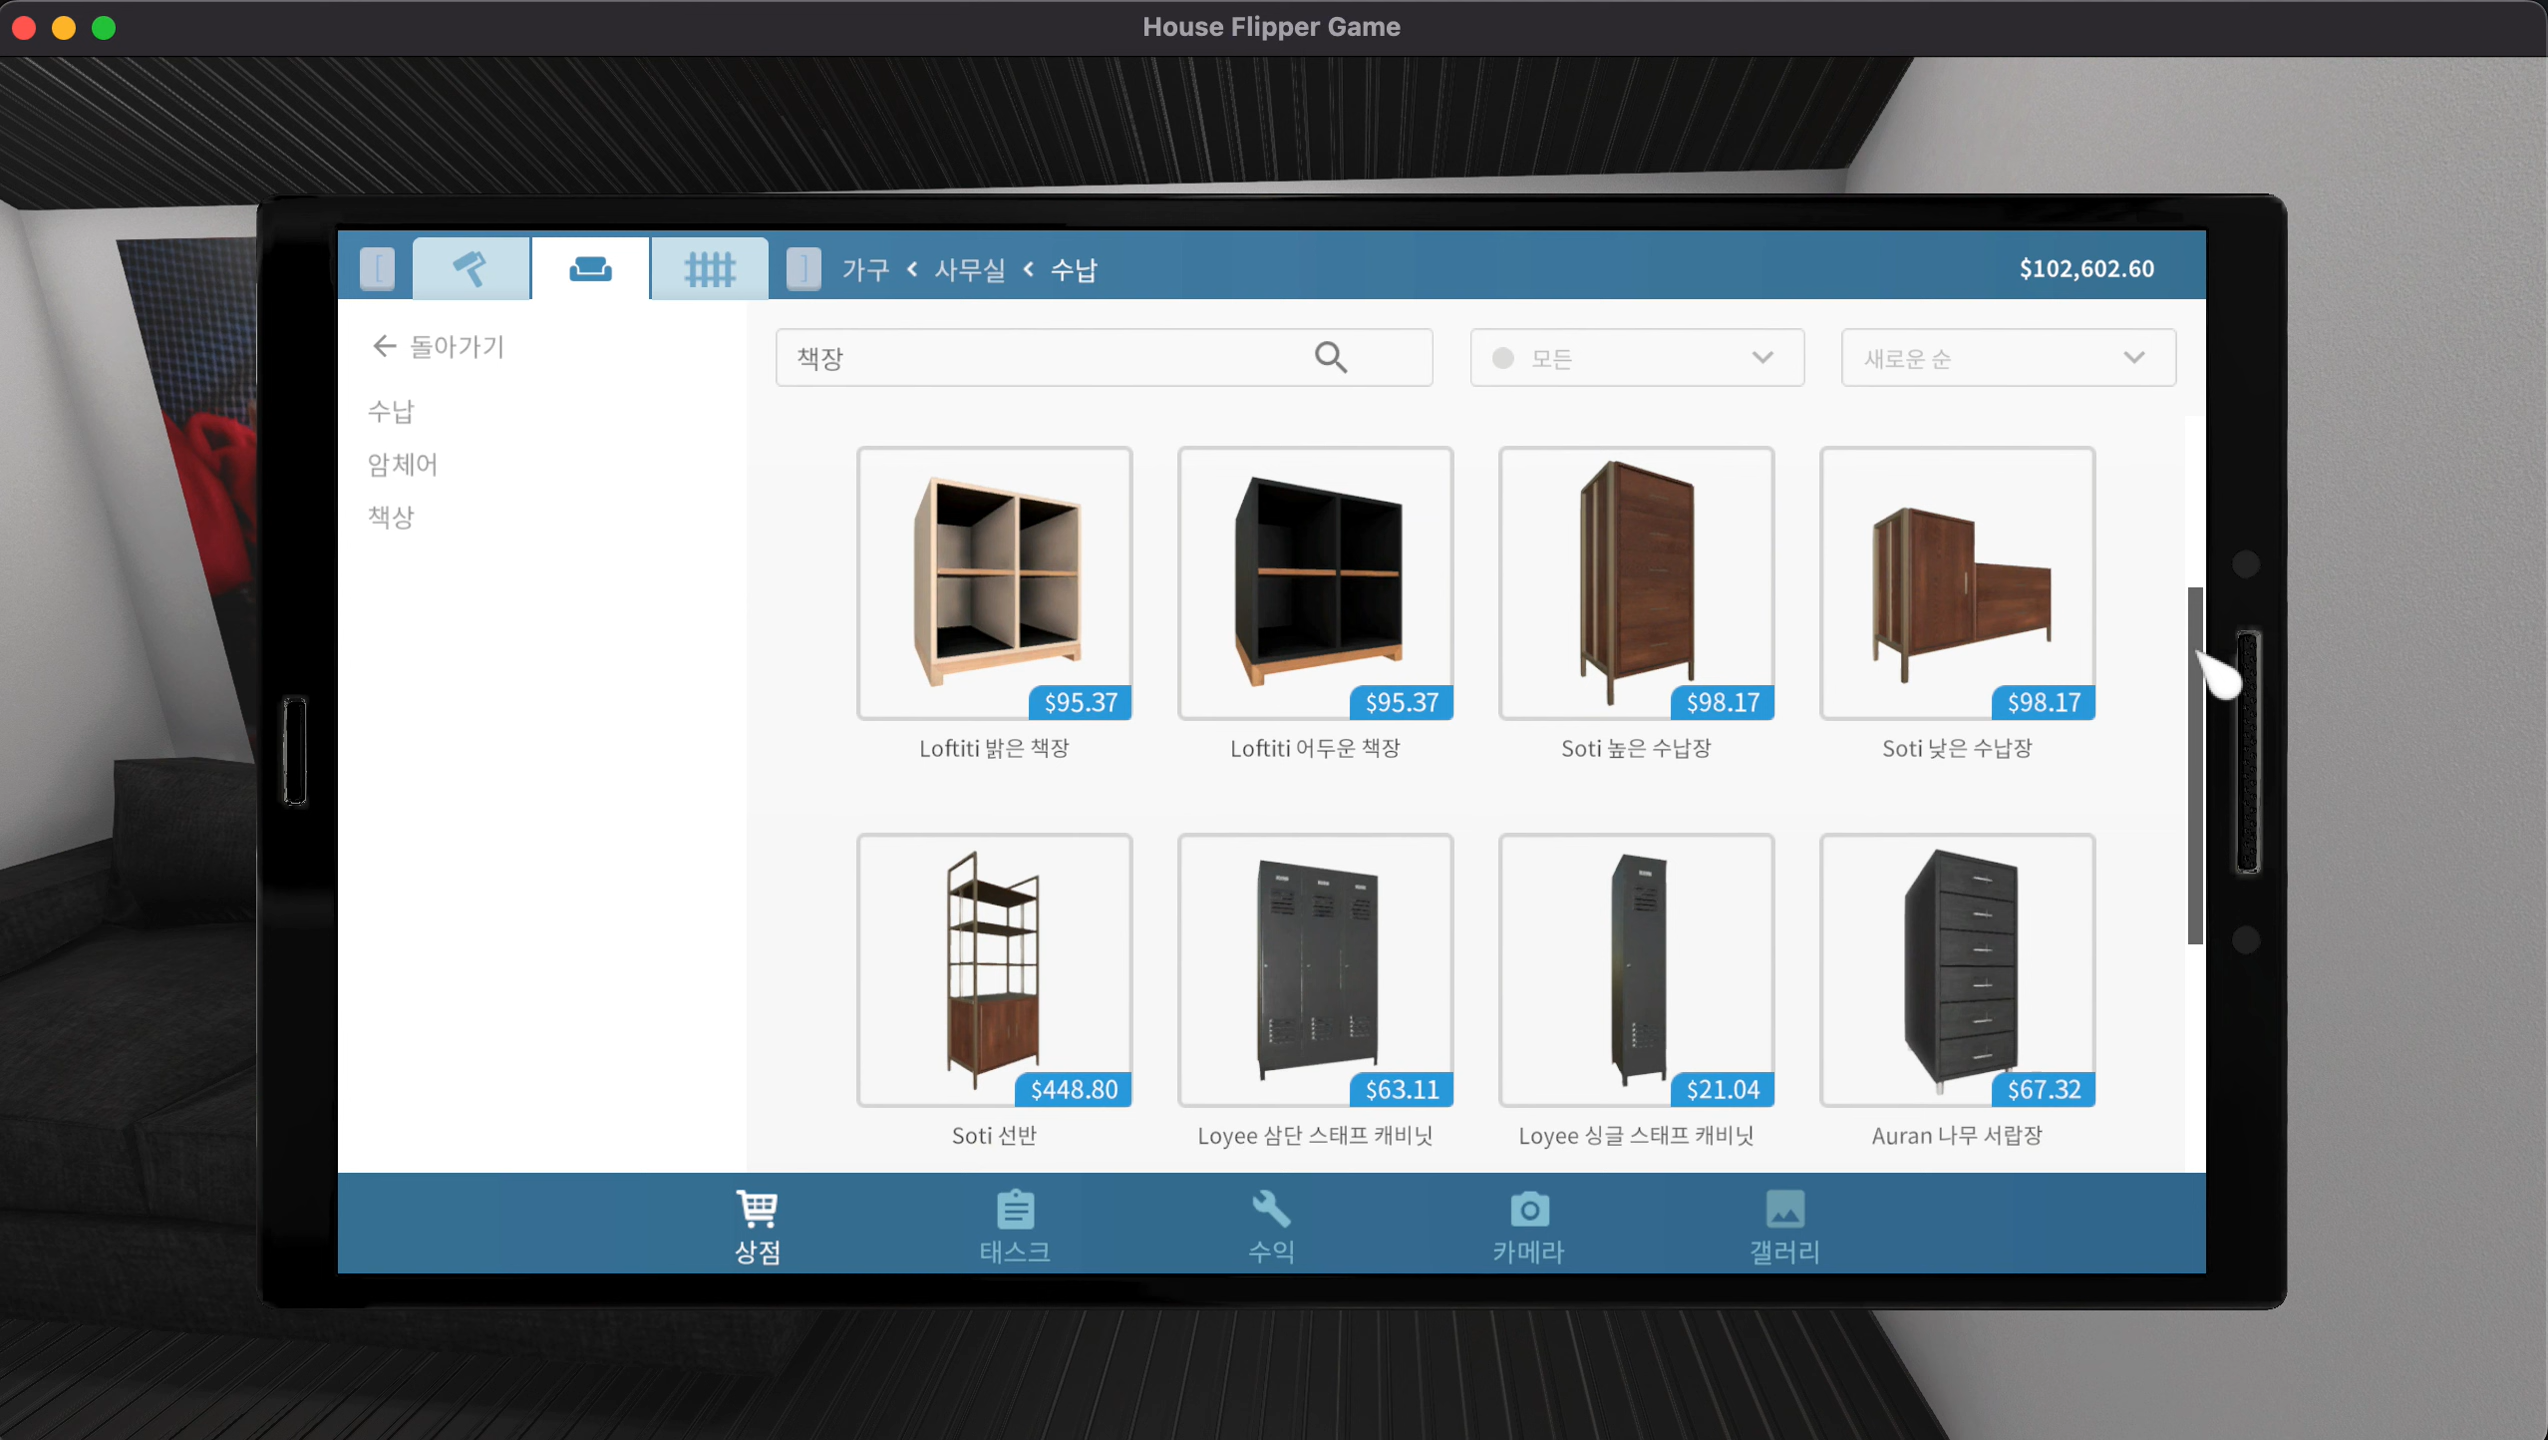 House Flipper Game
[
]
가구 < 사무실 < 수납
$102,602.60
돌아가기
수납
암체어
책상
책장
모든
새로운 순
$95.37
$95.37
$98.17
$98.17
Loftiti 밝은 책장
Loftiti 어두운 책장
Soti 높은 수납장
Soti 낮은 수납장
$448.80
$63.11
$21.04
$67.32
Soti 선반
Loyee 삼단 스태프 캐비닛
Loyee 싱글 스태프 캐비닛
Auran 나무 서랍장
상점
태스크
수익
카메라
갤러리